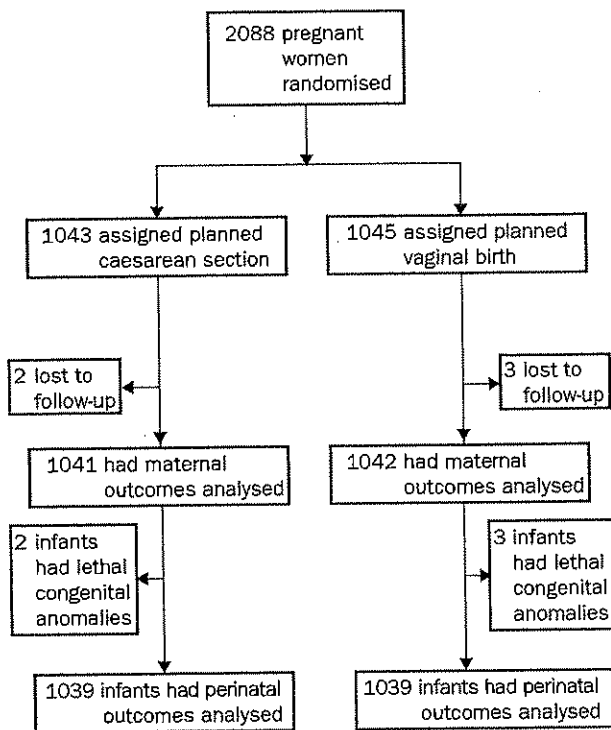 2088 pregnant
women
randomised
1043 assigned planned
caesarean section
1045 assigned planned
vaginal birth
2 lost to
follow-up
3 lost to
follow-up
1041 had maternal
outcomes analysed
1042 had maternal
outcomes analysed
2 infants
had lethal
congenital
anomalies
3 infants
had lethal
congenital
anomalies
1039 infants had perinatal
outcomes analysed
1039 infants had perinatal
outcomes analysed